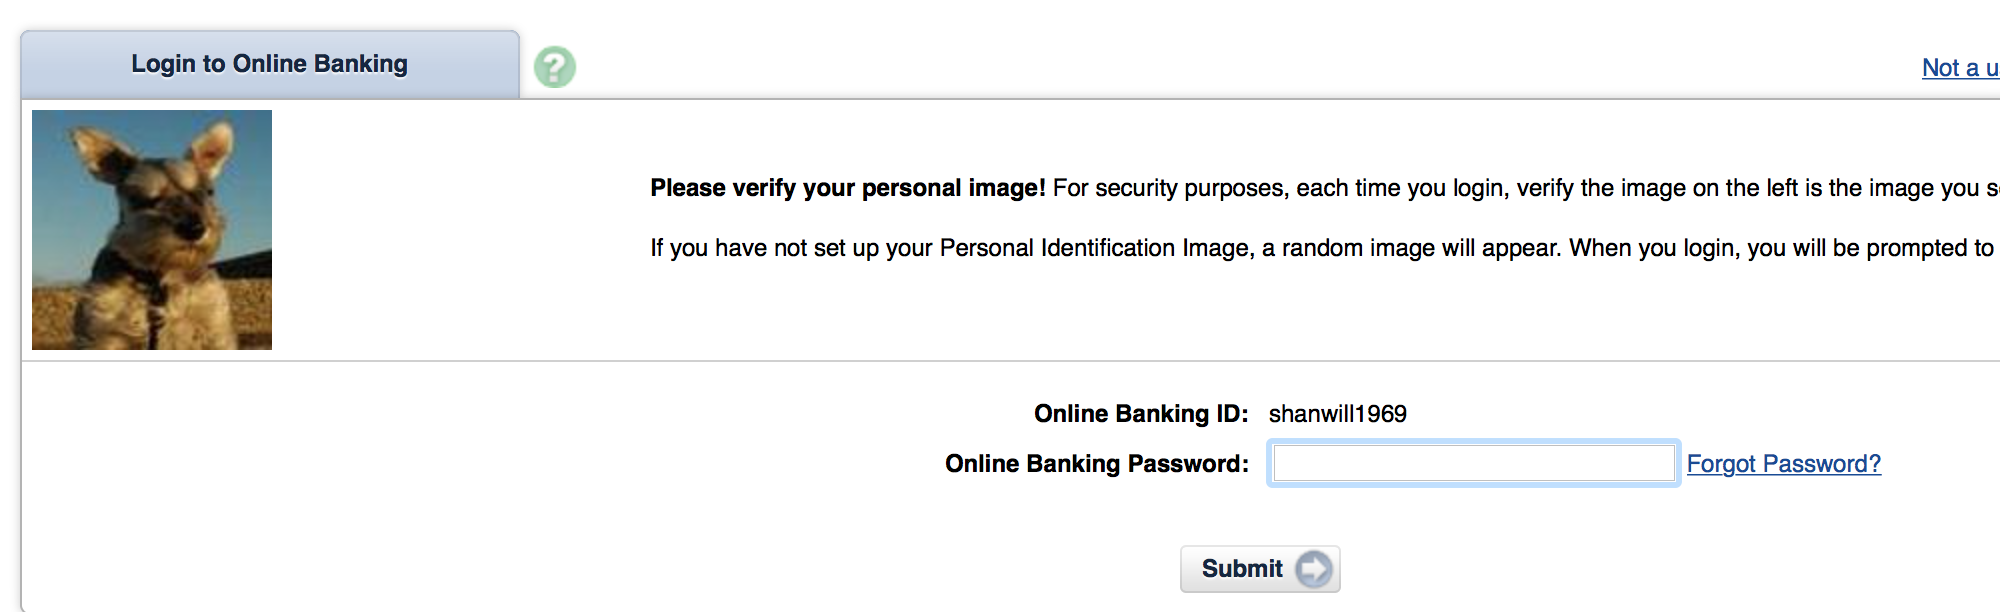 Login to Online Banking
?
Not a u
Please verify your personal image! For security purposes, each time you login, verify the image on the left is the image you s
If you have not set up your Personal Identification Image, a random image will appear. When you login, you will be prompted to
Online Banking ID: shanwill1969
Online Banking Password: Forgot Password?
Submit